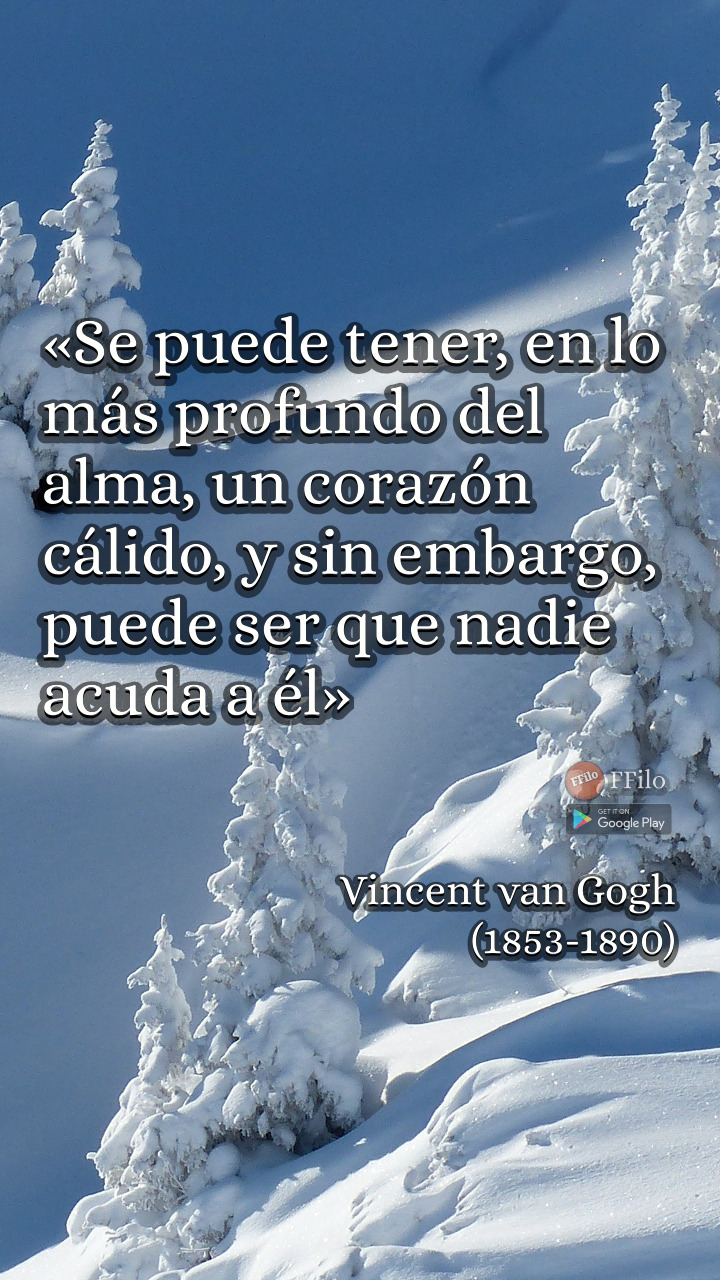 «Se puede tener, en lo
más profundo del
alma, un corazón
cálido, y sin embargo,
puede ser que nadie
acuda a él»
FFilo FFilo
GET IT ON
Google Play
Vincent van Gogh
(1853-1890)